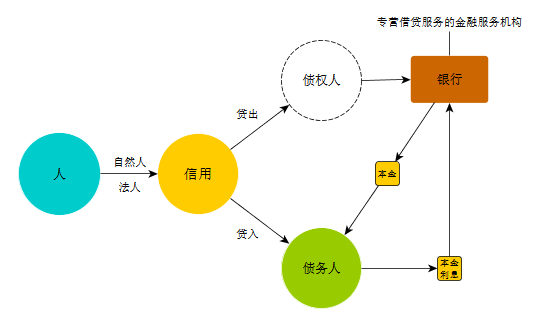 专营借贷服务的金融服务机构
债权人
银行
贷出
自然人
人
信用
法人
本金
贷入
债务人
本金
利息